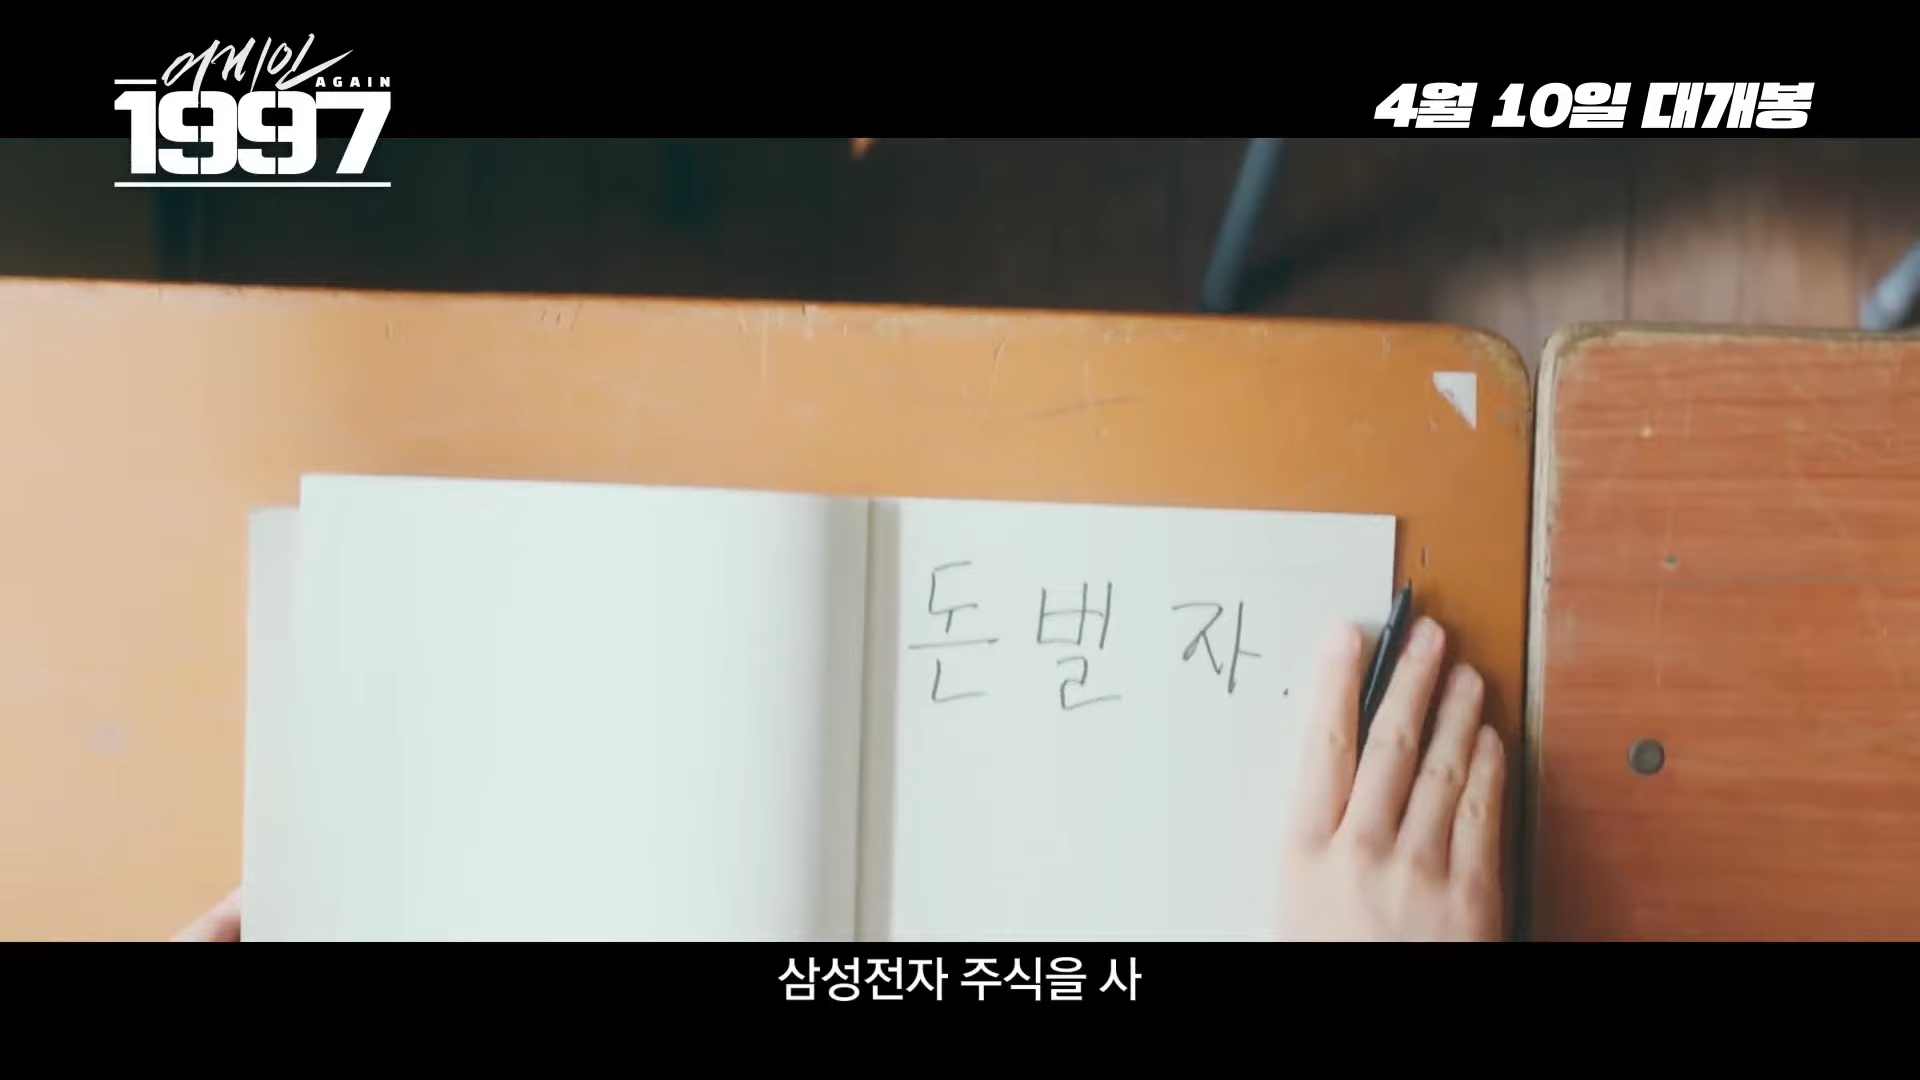 어게인
AGAIN
1997
4월 10일 대개봉
돈 벌 자.
삼성전자 주식을 사